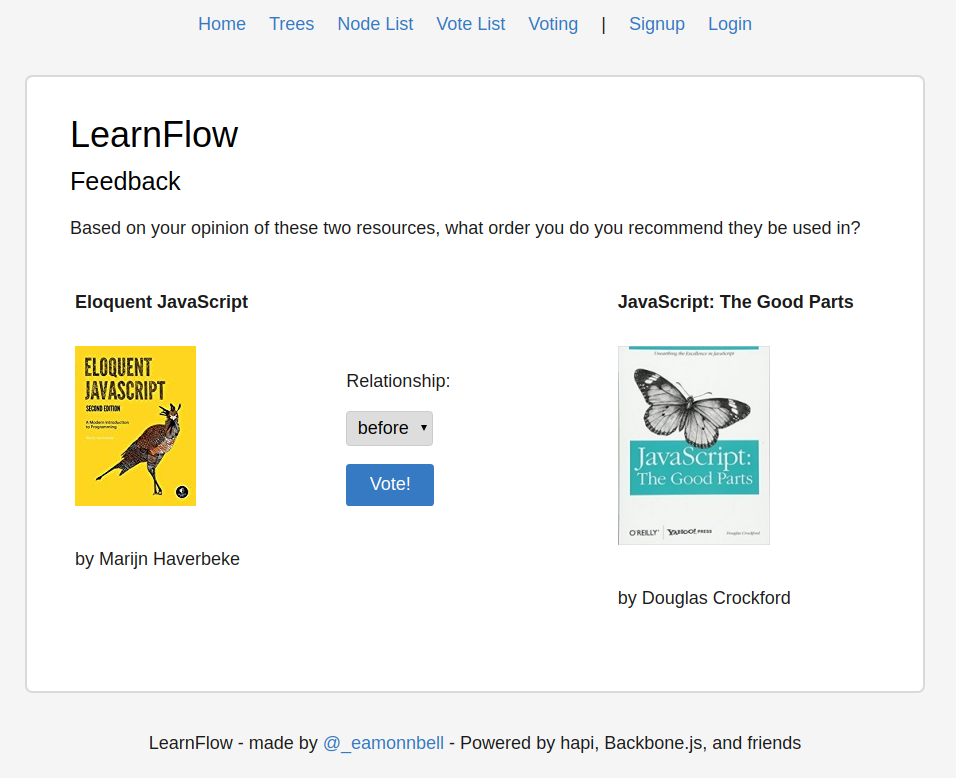 Home Trees Node List Vote List Voting | Signup Login
LearnFlow
Feedback
Based on your opinion of these two resources, what order you do you recommend they be used in?
Eloquent JavaScript
JavaScript: The Good Parts
ELOQUENT
JAVASCRIPT
SECOND EDITION
A Modern Introduction
to Programming
Relationship:
before
Vote!
by Marijn Haverbeke
Unearthing the Excellence in JavaScript
JavaScript:
The Good Parts
O'REILLY® YAHOO! PRESS Douglas Crockford
by Douglas Crockford
LearnFlow - made by @_eamonnbell - Powered by hapi, Backbone.js, and friends